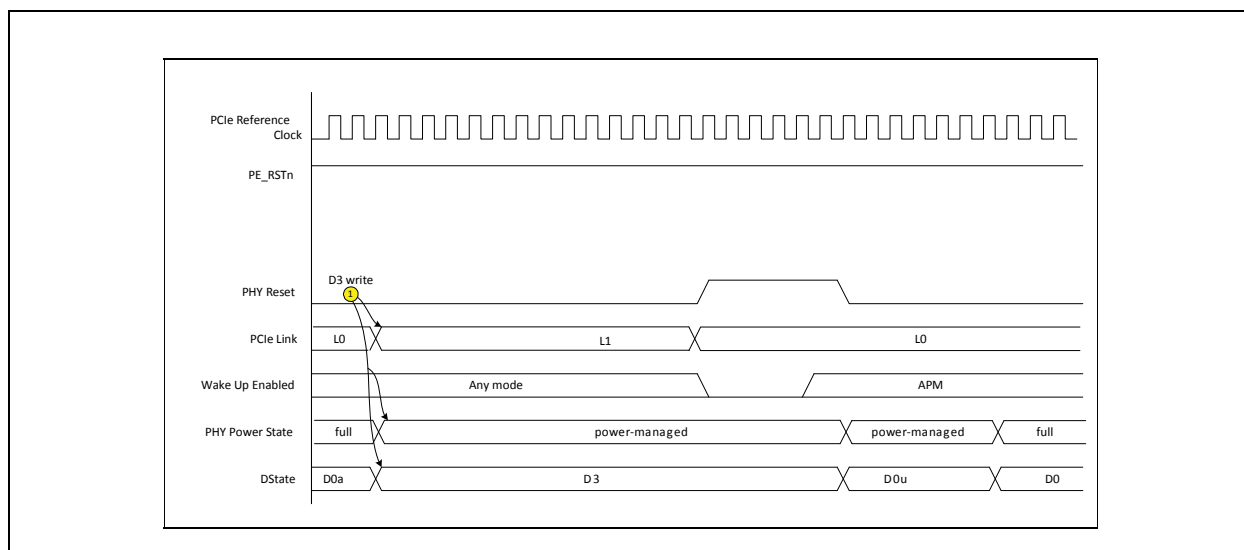 PCIe Reference
Clock
PE_RSTn
D3 write
PHY Reset
1
PCIe Link
L0
L1
L0
Wake Up Enabled
Any mode
APM
PHY Power State
full
power-managed
power-managed
full
DState
D0a
D3
D0u
D0